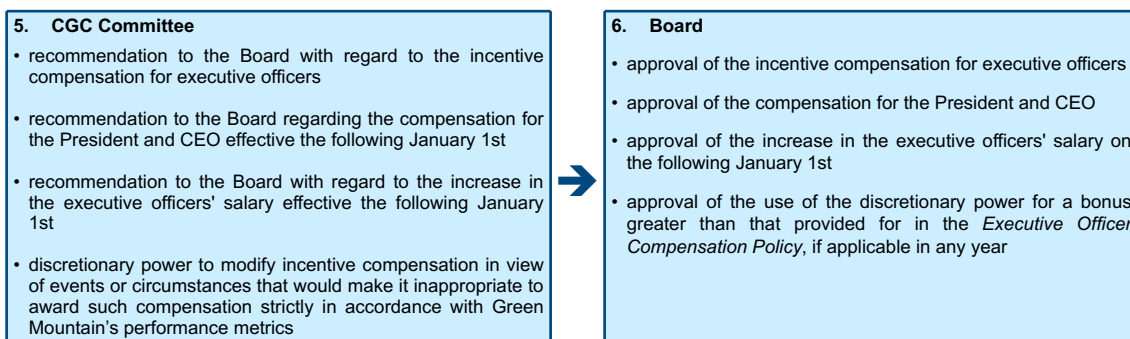 5. CGC Committee
• recommendation to the Board with regard to the incentive
compensation for executive officers
• recommendation to the Board regarding the compensation for
the President and CEO effective the following January 1st
• recommendation to the Board with regard to the increase in
the executive officers' salary effective the following January
1st
• discretionary power to modify incentive compensation in view
of events or circumstances that would make it inappropriate to
award such compensation strictly in accordance with Green
Mountain's performance metrics
6. Board
• approval of the incentive compensation for executive officers
• approval of the compensation for the President and CEO
• approval of the increase in the executive officers' salary on
the following January 1st
• approval of the use of the discretionary power for a bonus
greater than that provided for in the Executive Officer
Compensation Policy, if applicable in any year